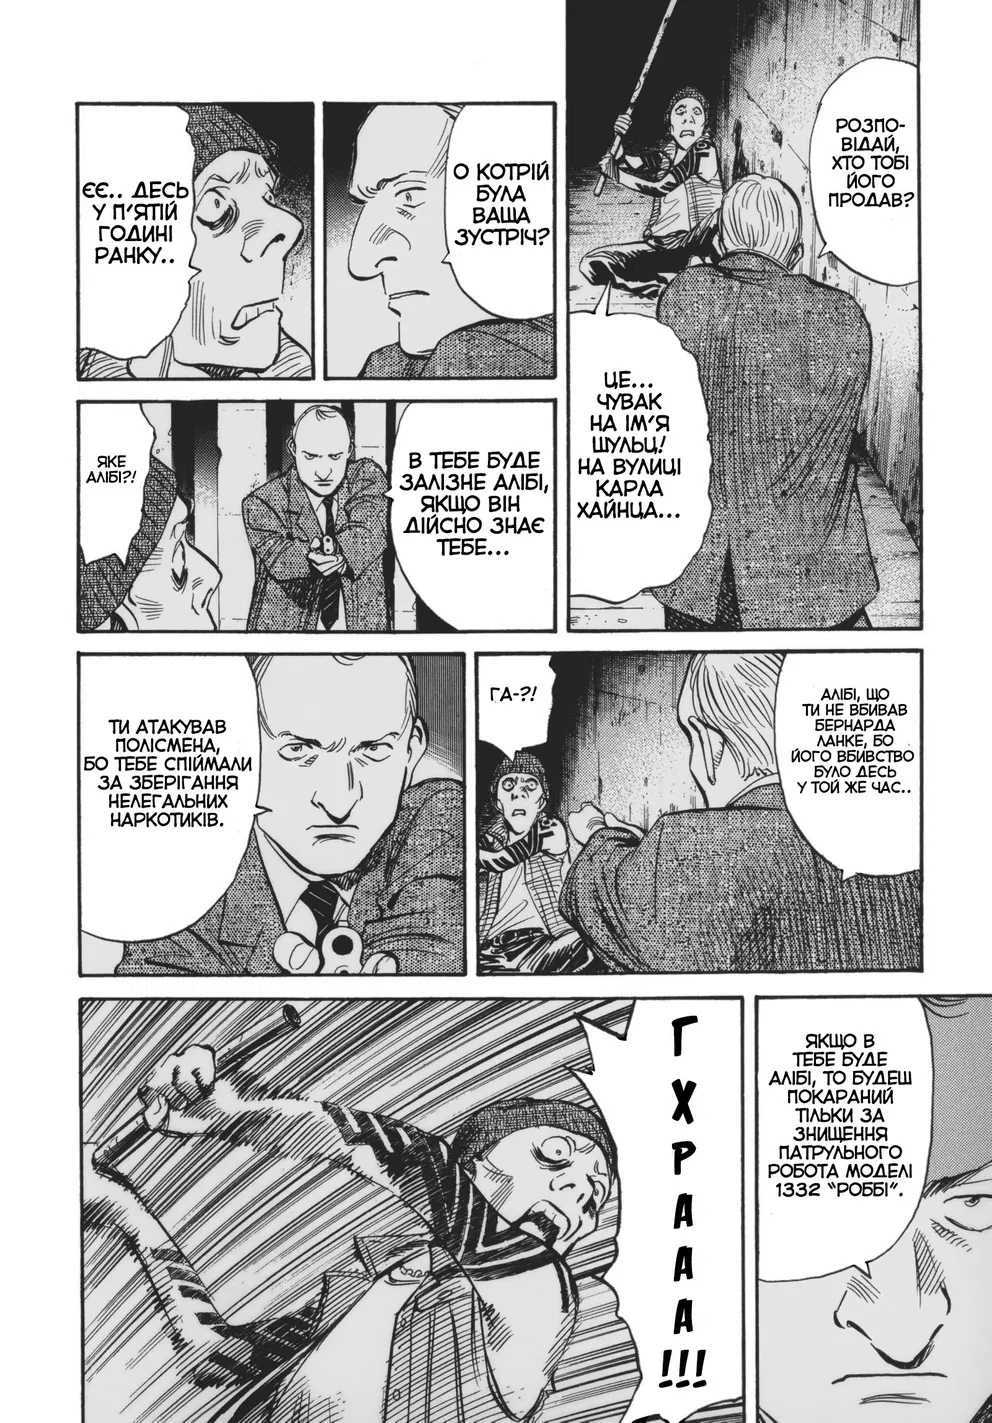 РОЗПО-
ВІДАЙ,
ХТО ТОБІ
ЙОГО
ПРОДАВ?
ЦЕ...
ЧУВАК
НА ІМ'Я
ШУЛЬЦ!
НА ВУЛИЦІ
КАРЛА
ХАЙНЦА...
О КОТРІЙ
БУЛА
ВАША
ЗУСТРІЧ?
ЄЄ.. ДЕСЬ
У П'ЯТІЙ
ГОДИНІ
РАНКУ..
В ТЕБЕ БУДЕ
ЗАЛІЗНЕ АЛІБІ,
ЯКЩО ВІН
ДІЙСНО ЗНАЄ
ТЕБЕ...
ЯКЕ
АЛІБІ?!
АЛІБІ, ЩО
ТИ НЕ ВБИВАВ
БЕРНАРДА
ЛАНКЕ, БО
ЙОГО ВБИВСТВО
БУЛО ДЕСЬ
У ТОЙ ЖЕ ЧАС..
ГА-?!
ТИ АТАКУВАВ
ПОЛІСМЕНА,
БО ТЕБЕ СПІЙМАЛИ
ЗА ЗБЕРІГАННЯ
НЕЛЕГАЛЬНИХ
НАРКОТИКІВ.
ЯКЩО В
ТЕБЕ БУДЕ
АЛІБІ, ТО БУДЕШ
ПОКАРАНИЙ
ТІЛЬКИ ЗА
ЗНИЩЕННЯ
ПАТРУЛЬНОГО
РОБОТА МОДЕЛІ
1332 "РОББІ".
ГХРАААА!!!